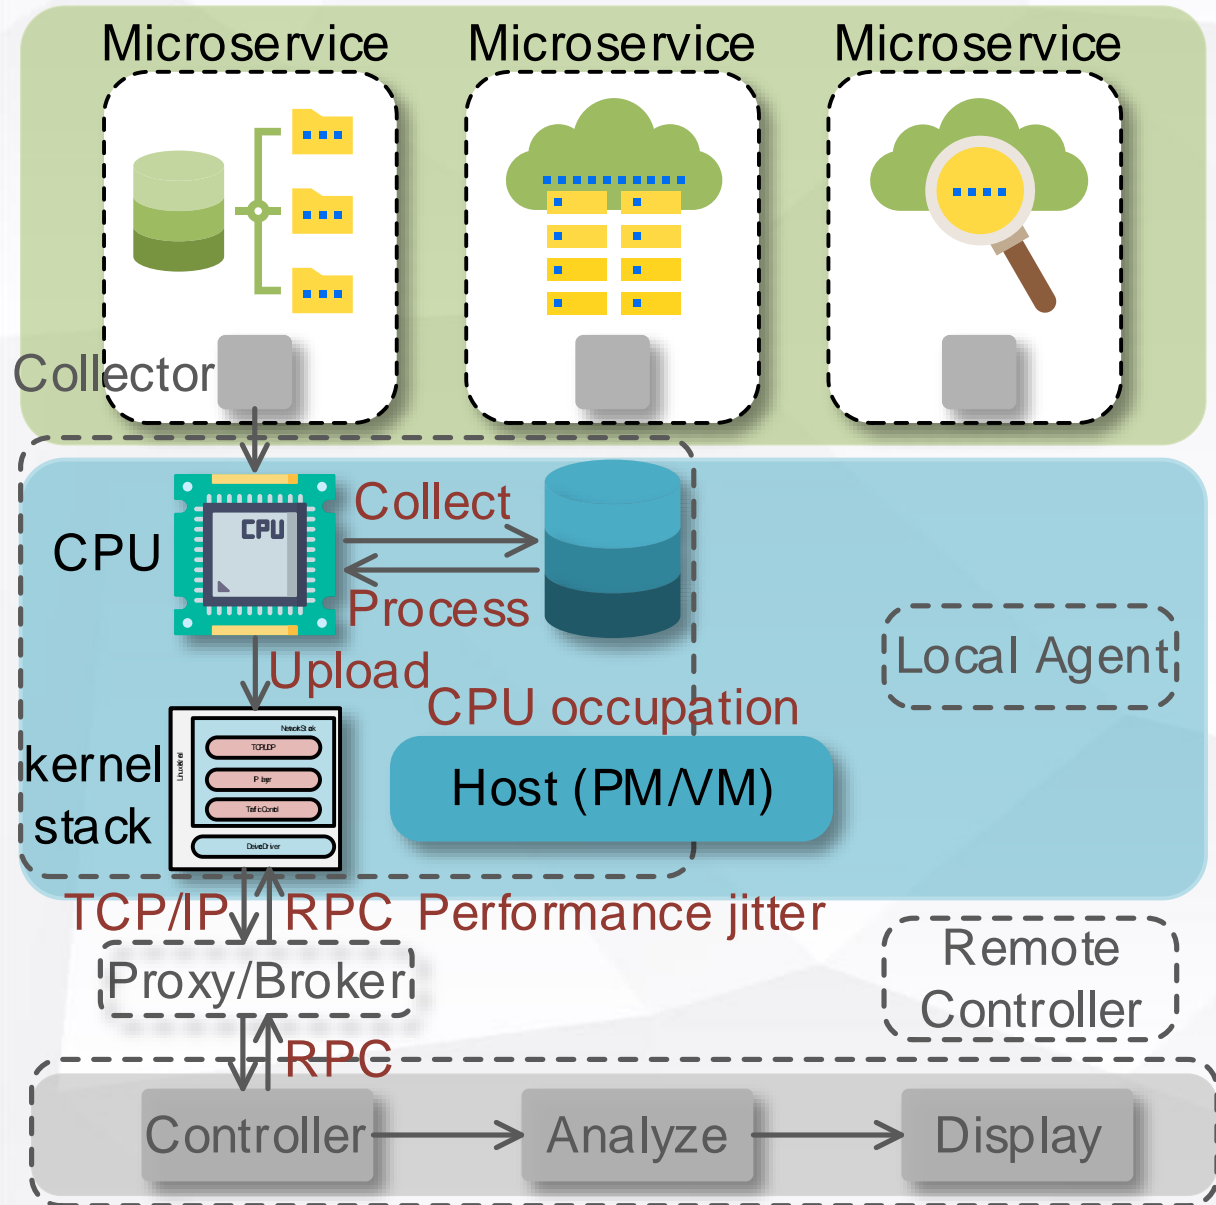 Microservice
Microservice
Microservice
Collector
CPU
CPU
Collect
Process
Upload
Local Agent
CPU occupation
kernel
stack
Host (PM/VM)
TCP/IP
RPC
Performance jitter
Proxy/Broker
Remote
Controller
RPC
Controller
Analyze
Display